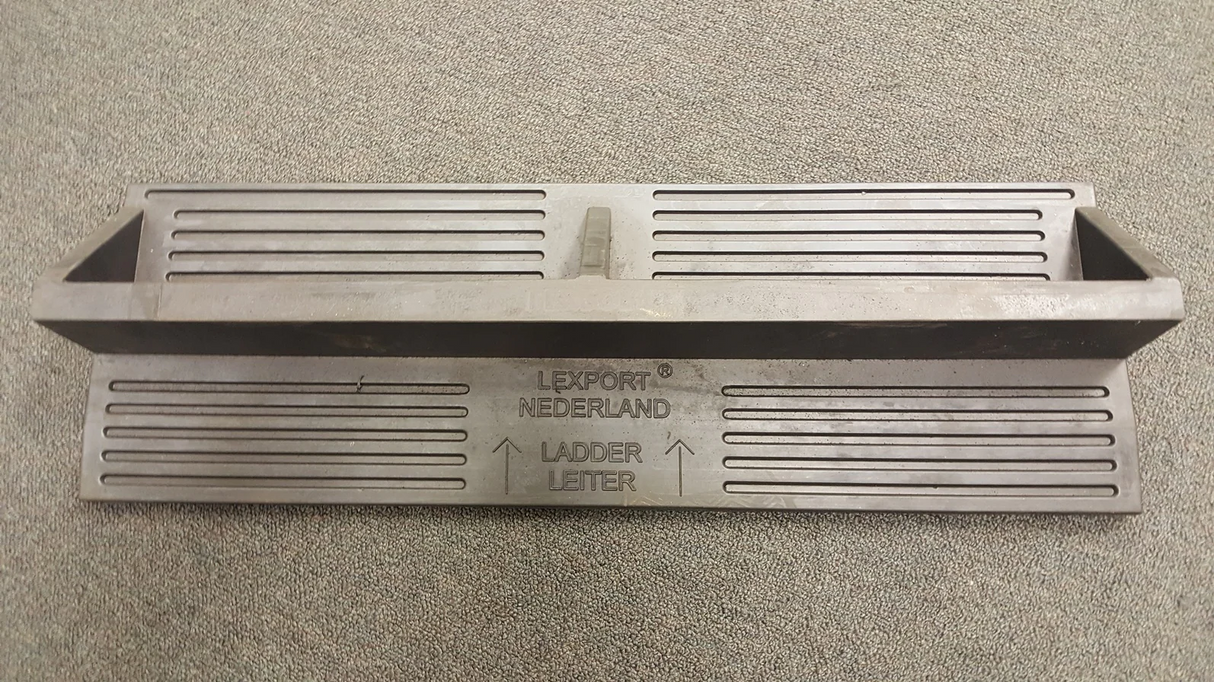 LEXPORT®
NEDERLAND
↑ LADDER ↑
LEITER